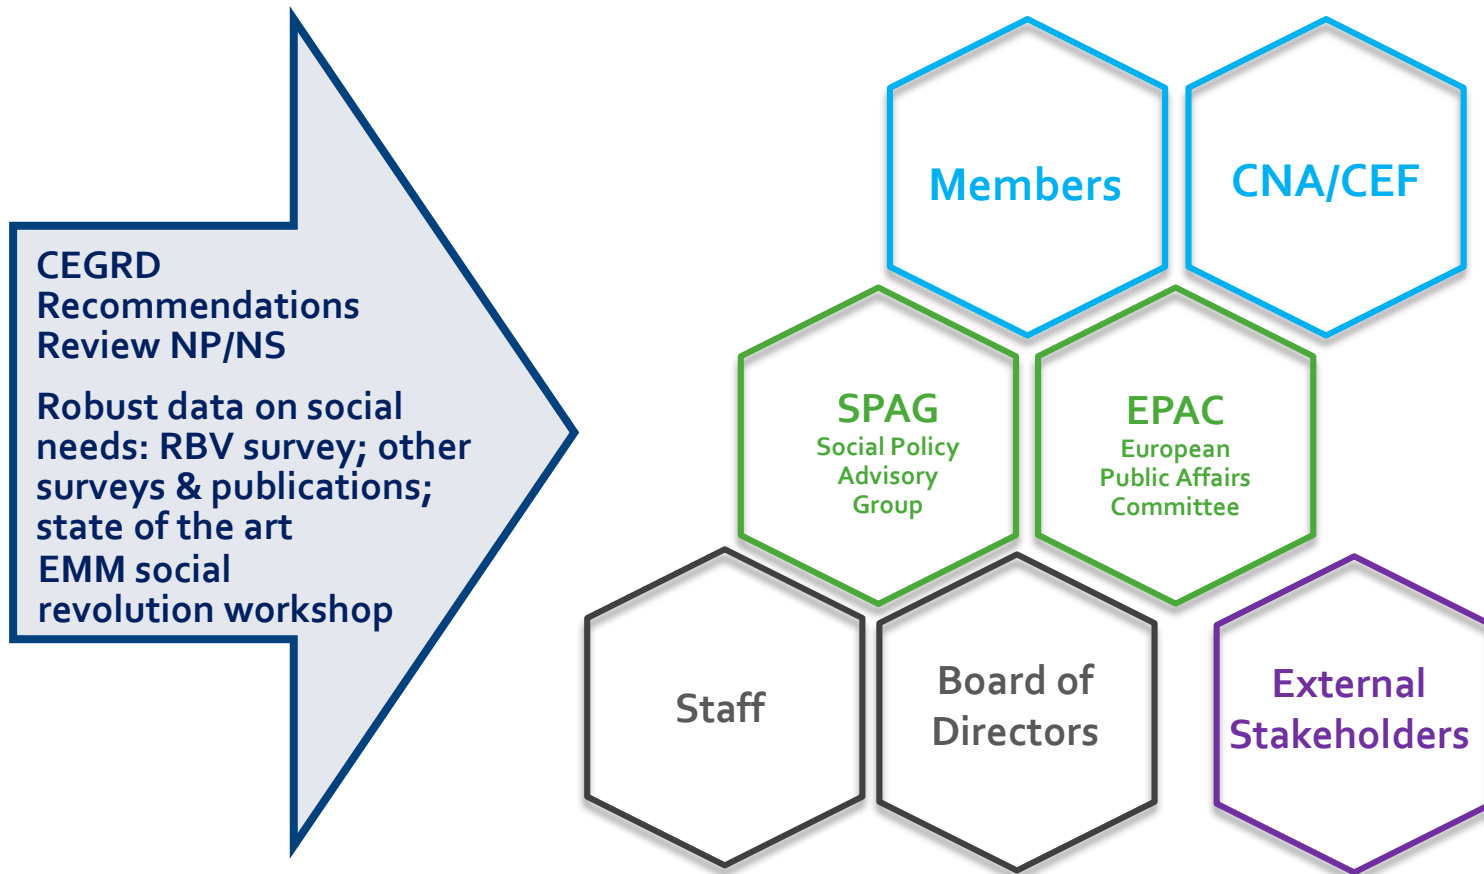 CEGRD
Recommendations
Review NP/NS
Robust data on social
needs: RBV survey; other
surveys & publications;
state of the art
EMM social
revolution workshop
Members
CNA/CEF
SPAG
Social Policy
Advisory
Group
EPAC
European
Public Affairs
Committee
Staff
Board of
Directors
External
Stakeholders